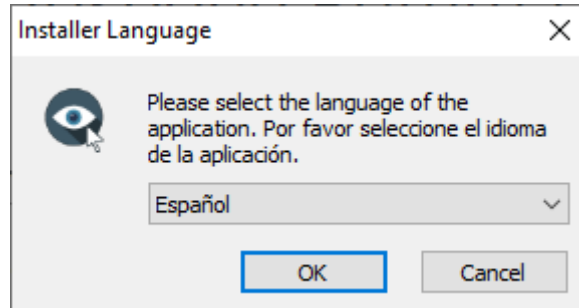 Installer Language
Please select the language of the
application. Por favor seleccione el idioma
de la aplicación.
Español
OK
Cancel